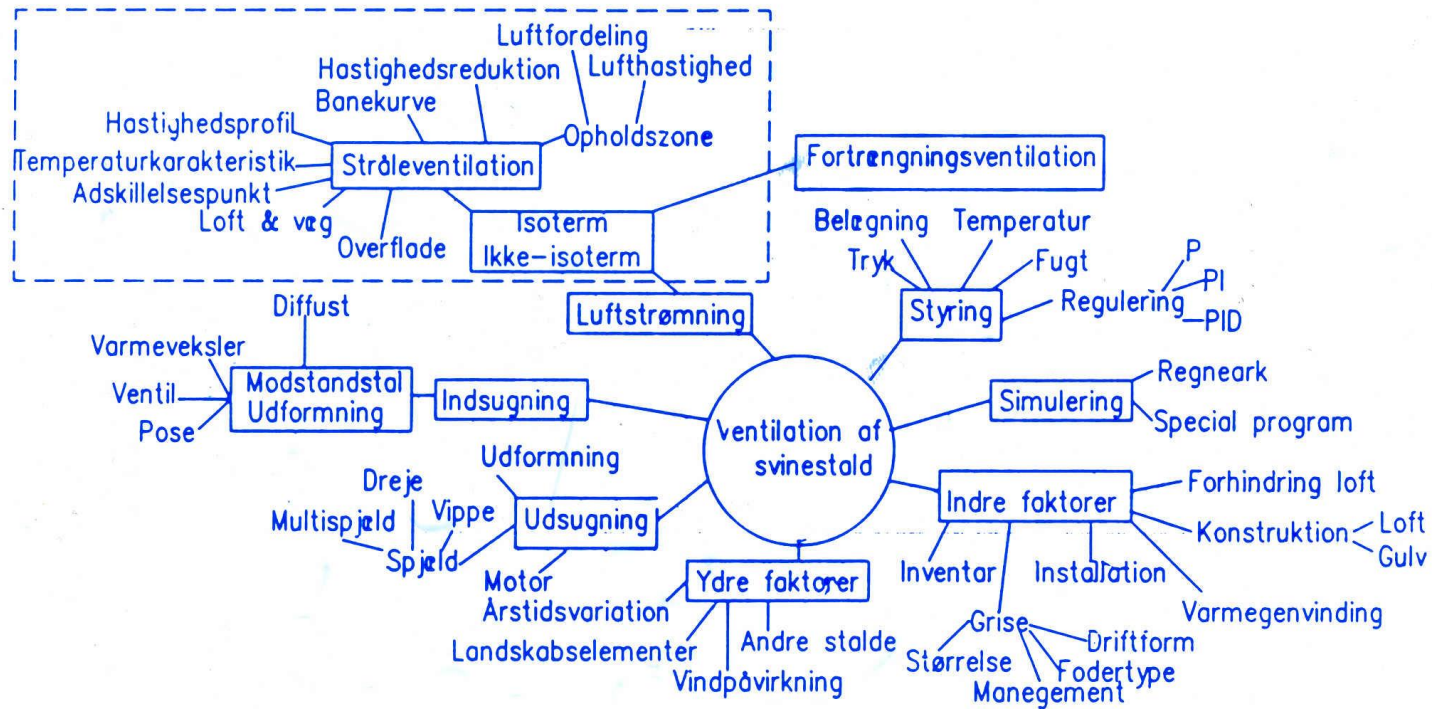 Luftfordeling
Hastighedsreduktion
Lufthastighed
Banekurve
Hastighedsprofil
Opholdszone
Temperaturkarakteristik
Stråleventilation
Adskillelsespunkt
Loft & væg
Overflade
Isoterm
Ikke-isoterm
Fortrængningsventilation
Luftstrømning
Belægning
Temperatur
Tryk
Fugt
Styring
Regulering
P
PI
PID
Diffust
Varmeveksler
Ventil
Pose
Modstandstal
Udformning
Indsugning
ventilation af
svinestald
Simulering
Regneark
Special program
Udformning
Dreje
Vippe
Multispjæld
Spjæld
Udsugning
Motor
Ydre faktorer
Årstidsvariation
Landskabselementer
Andre stalde
Vindpåvirkning
Indre faktorer
Forhindring loft
Konstruktion
Loft
Gulv
Inventar
Installation
Varmegenvinding
Grise
Størrelse
Driftform
Fodertype
Manegement